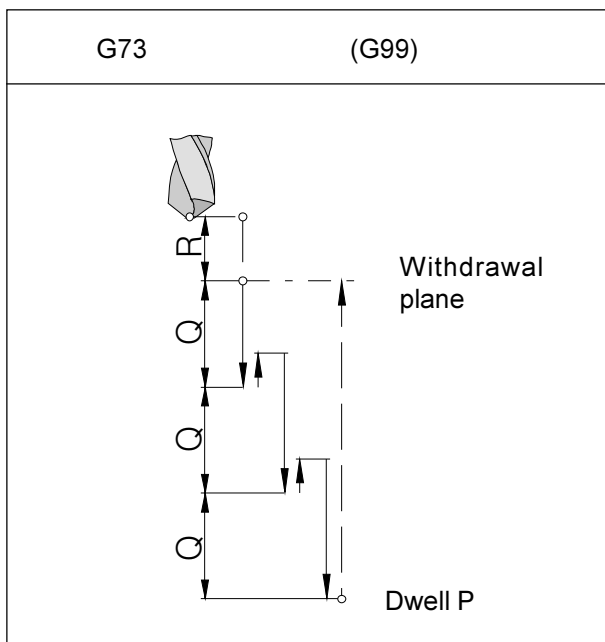 G73 (G99)
R
Withdrawal
plane
Q
Q
Q
Dwell P